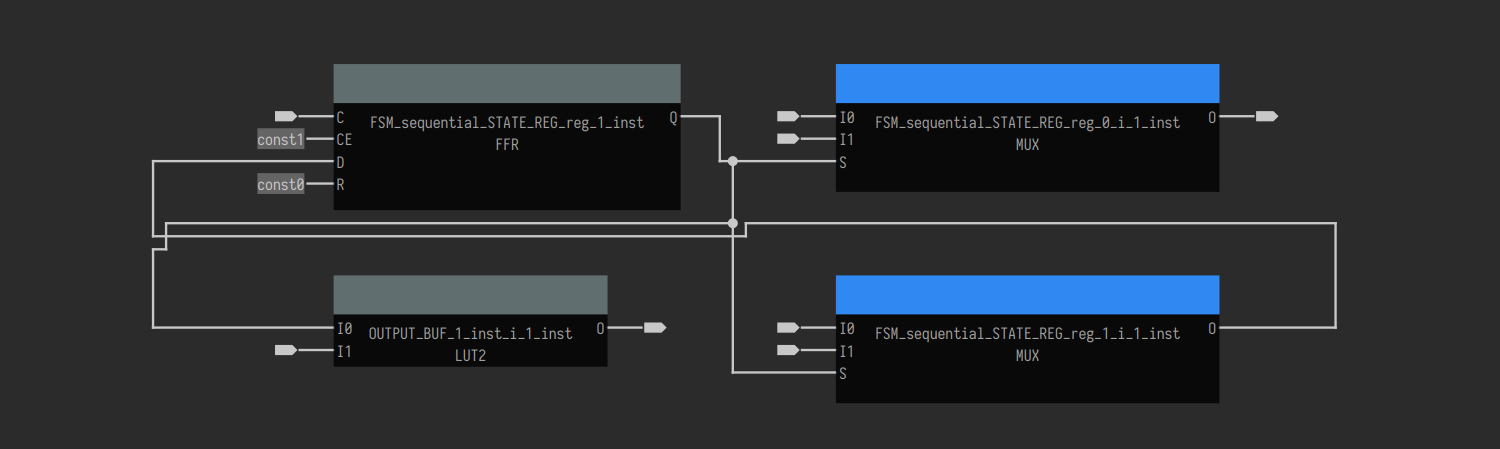 C
const1
CE
D
const0
R
FSM_sequential_STATE_REG_reg_1_inst
FFR
Q
I0
I1
S
FSM_sequential_STATE_REG_reg_0_i_1_inst
MUX
O
I0
I1
OUTPUT_BUF_1_inst_i_1_inst
LUT2
O
I0
I1
S
FSM_sequential_STATE_REG_reg_1_i_1_inst
MUX
O